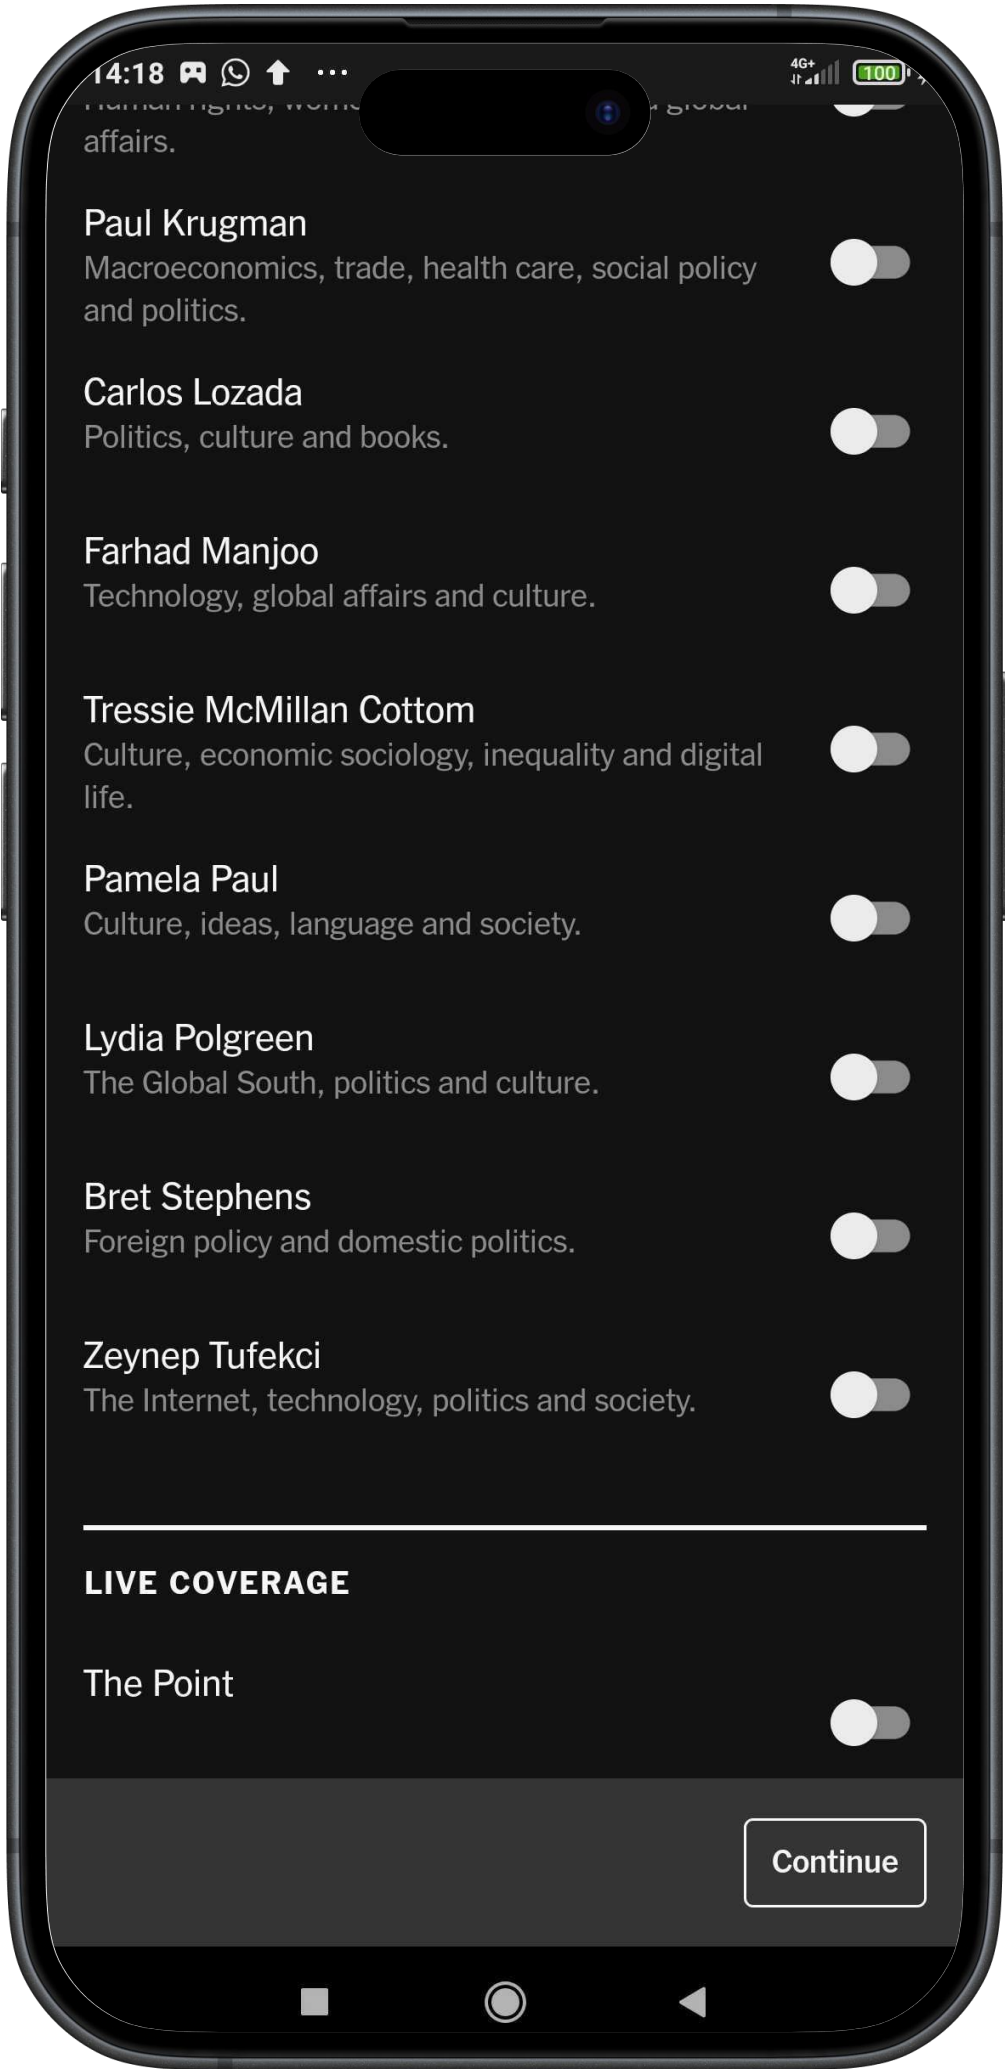 14:18
4G+
100
affairs.
Paul Krugman
Macroeconomics, trade, health care, social policy
and politics.
Carlos Lozada
Politics, culture and books.
Farhad Manjoo
Technology, global affairs and culture.
Tressie McMillan Cottom
Culture, economic sociology, inequality and digital
life.
Pamela Paul
Culture, ideas, language and society.
Lydia Polgreen
The Global South, politics and culture.
Bret Stephens
Foreign policy and domestic politics.
Zeynep Tufekci
The Internet, technology, politics and society.
LIVE COVERAGE
The Point
Continue